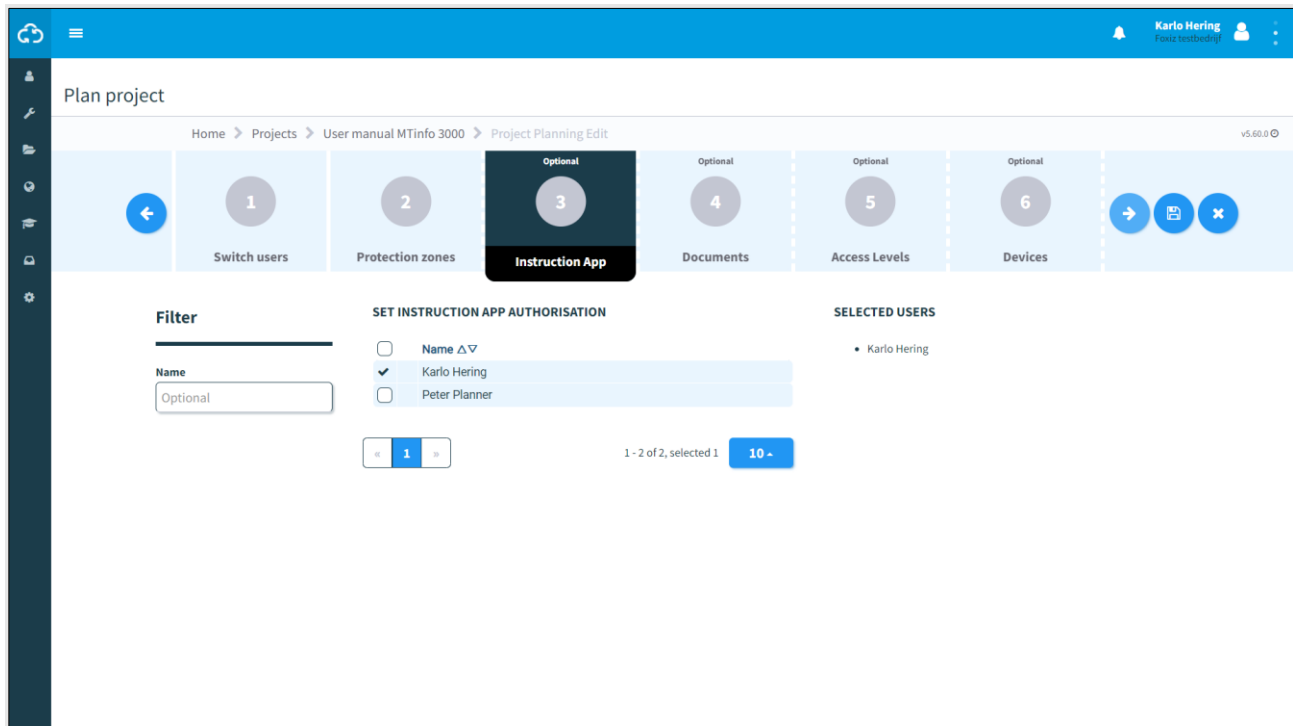 Karlo Hering
Foxiz testbedrijf
Plan project
Home Projects User manual MTinfo 3000 Project Planning Edit v5.60.0
1 Switch users
2 Protection zones
Optional 3 Instruction App
Optional 4 Documents
Optional 5 Access Levels
Optional 6 Devices
Filter
Name
Optional
SET INSTRUCTION APP AUTHORISATION
Name
Karlo Hering
Peter Planner
« 1 » 1 - 2 of 2, selected 1 10
SELECTED USERS
• Karlo Hering